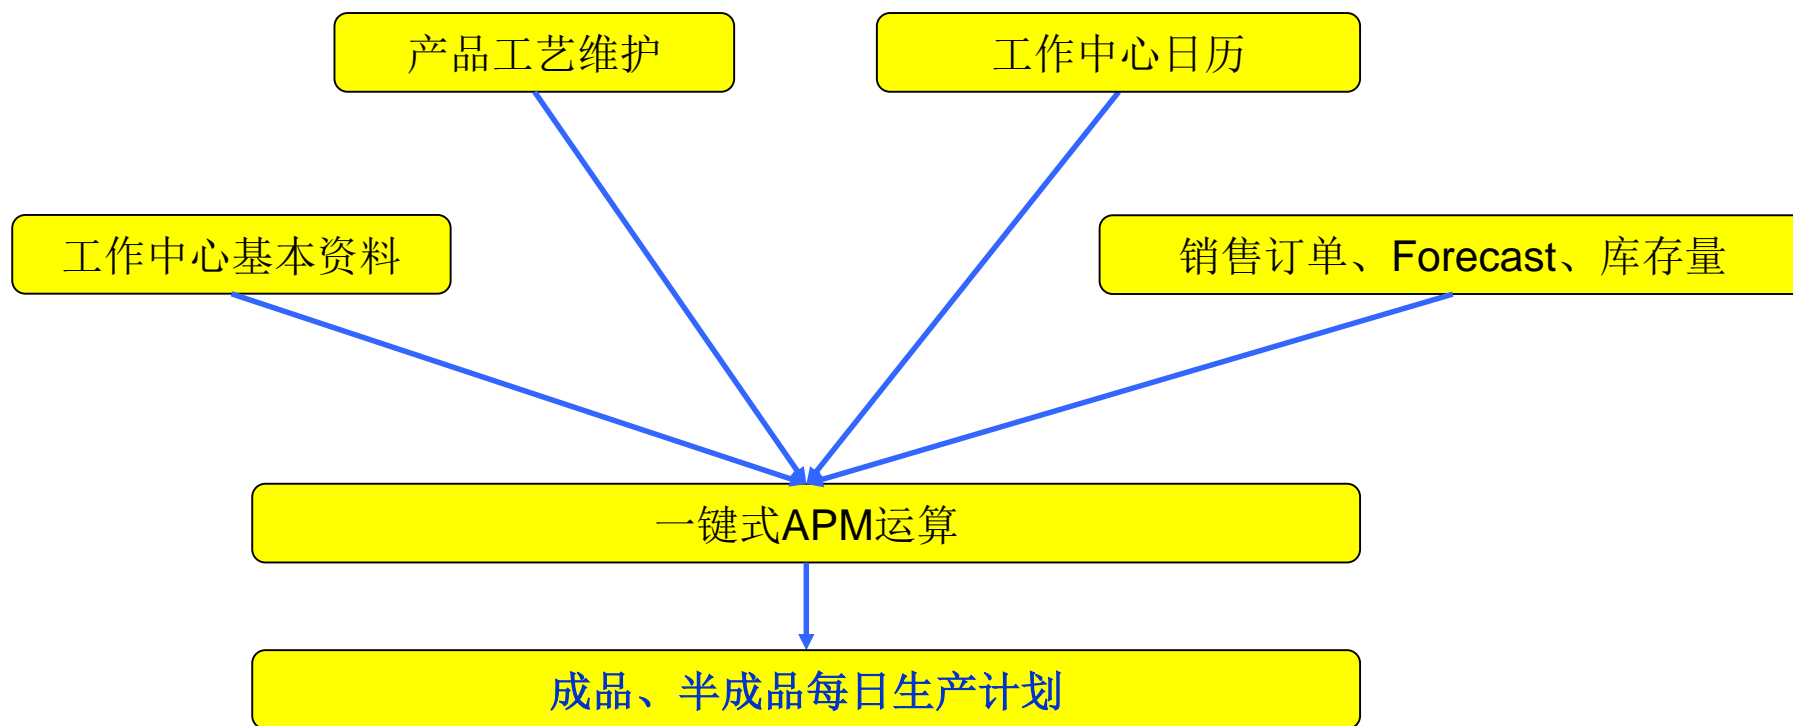 产品工艺维护
工作中心日历
工作中心基本资料
销售订单、Forecast、库存量
一键式APM运算
成品、半成品每日生产计划